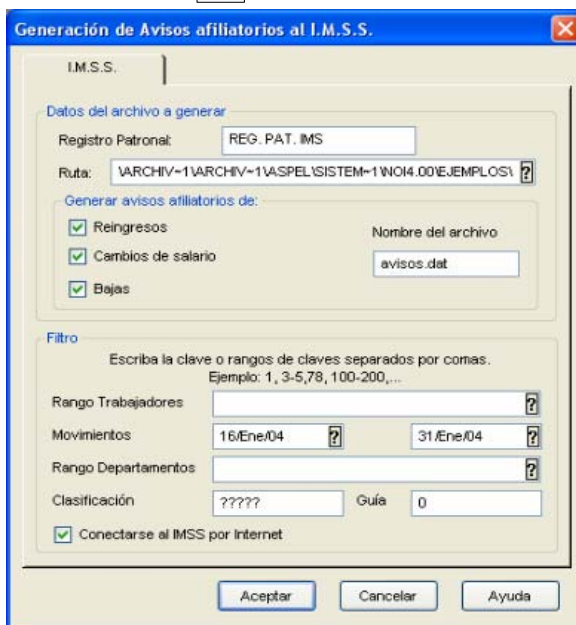 Generación de Avisos afiliatorios al I.M.S.S.
I.M.S.S.
Datos del archivo a generar
Registro Patronal: REG. PAT. IMS
Ruta: \ARCHIV~1\ARCHIV~1\ASPEL\SISTEM~1\NOI4.00\EJEMPLOS\ ?
Generar avisos afiliatorios de:
Reingresos
Nombre del archivo
Cambios de salario
avisos.dat
Bajas
Filtro
Escriba la clave o rangos de claves separados por comas.
Ejemplo: 1, 3-5,78, 100-200,...
Rango Trabajadores ?
Movimientos 16/Ene/04 ? 31/Ene/04 ?
Rango Departamentos ?
Clasificación ????? Guía 0
Conectarse al IMSS por Internet
Aceptar Cancelar Ayuda